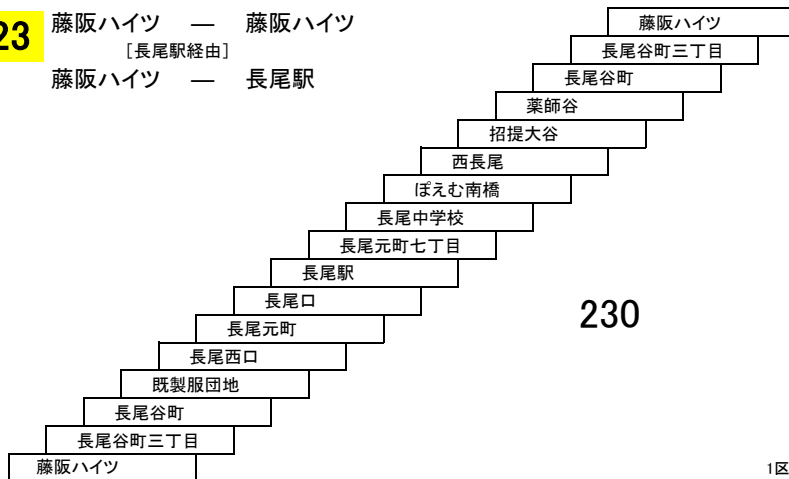 23
藤阪ハイツ ― 藤阪ハイツ
［長尾駅経由］
藤阪ハイツ ― 長尾駅
藤阪ハイツ
長尾谷町三丁目
長尾谷町
薬師谷
招提大谷
西長尾
ぽえむ南橋
長尾中学校
長尾元町七丁目
長尾駅
長尾口
230
長尾元町
長尾西口
既製服団地
長尾谷町
長尾谷町三丁目
藤阪ハイツ
1区